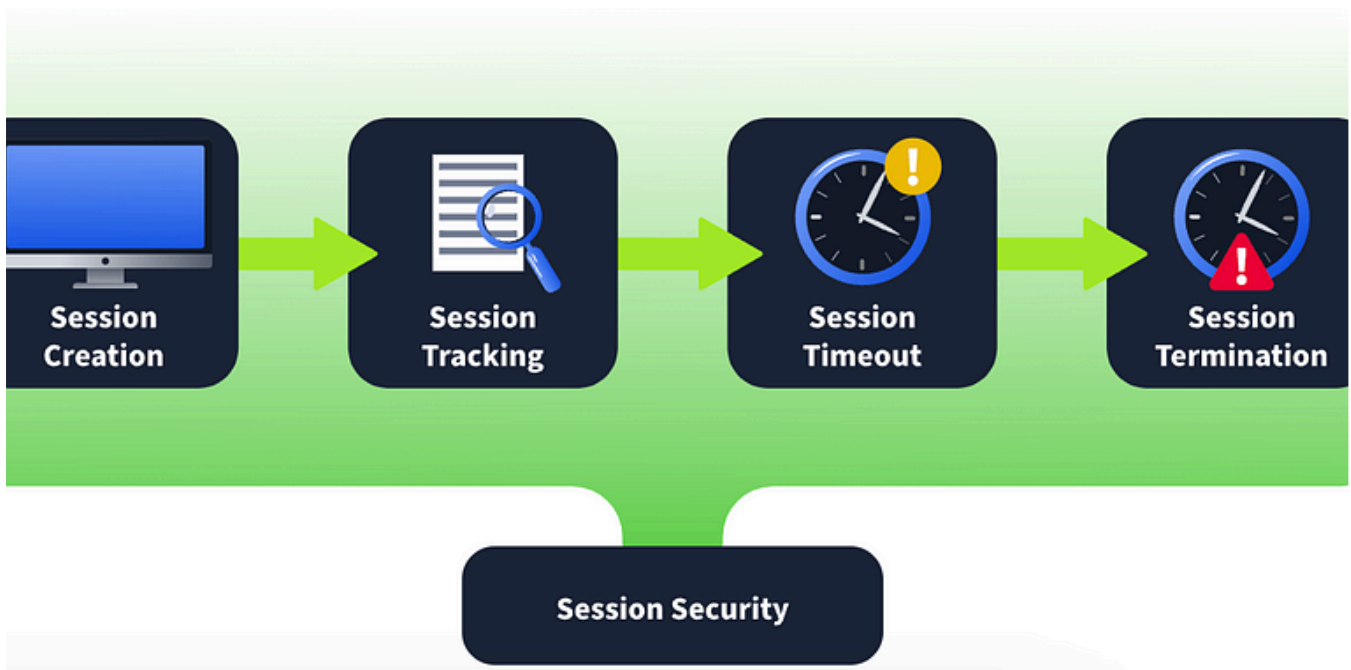 Session
Creation
Session
Tracking
Session
Timeout
Session
Termination
Session Security